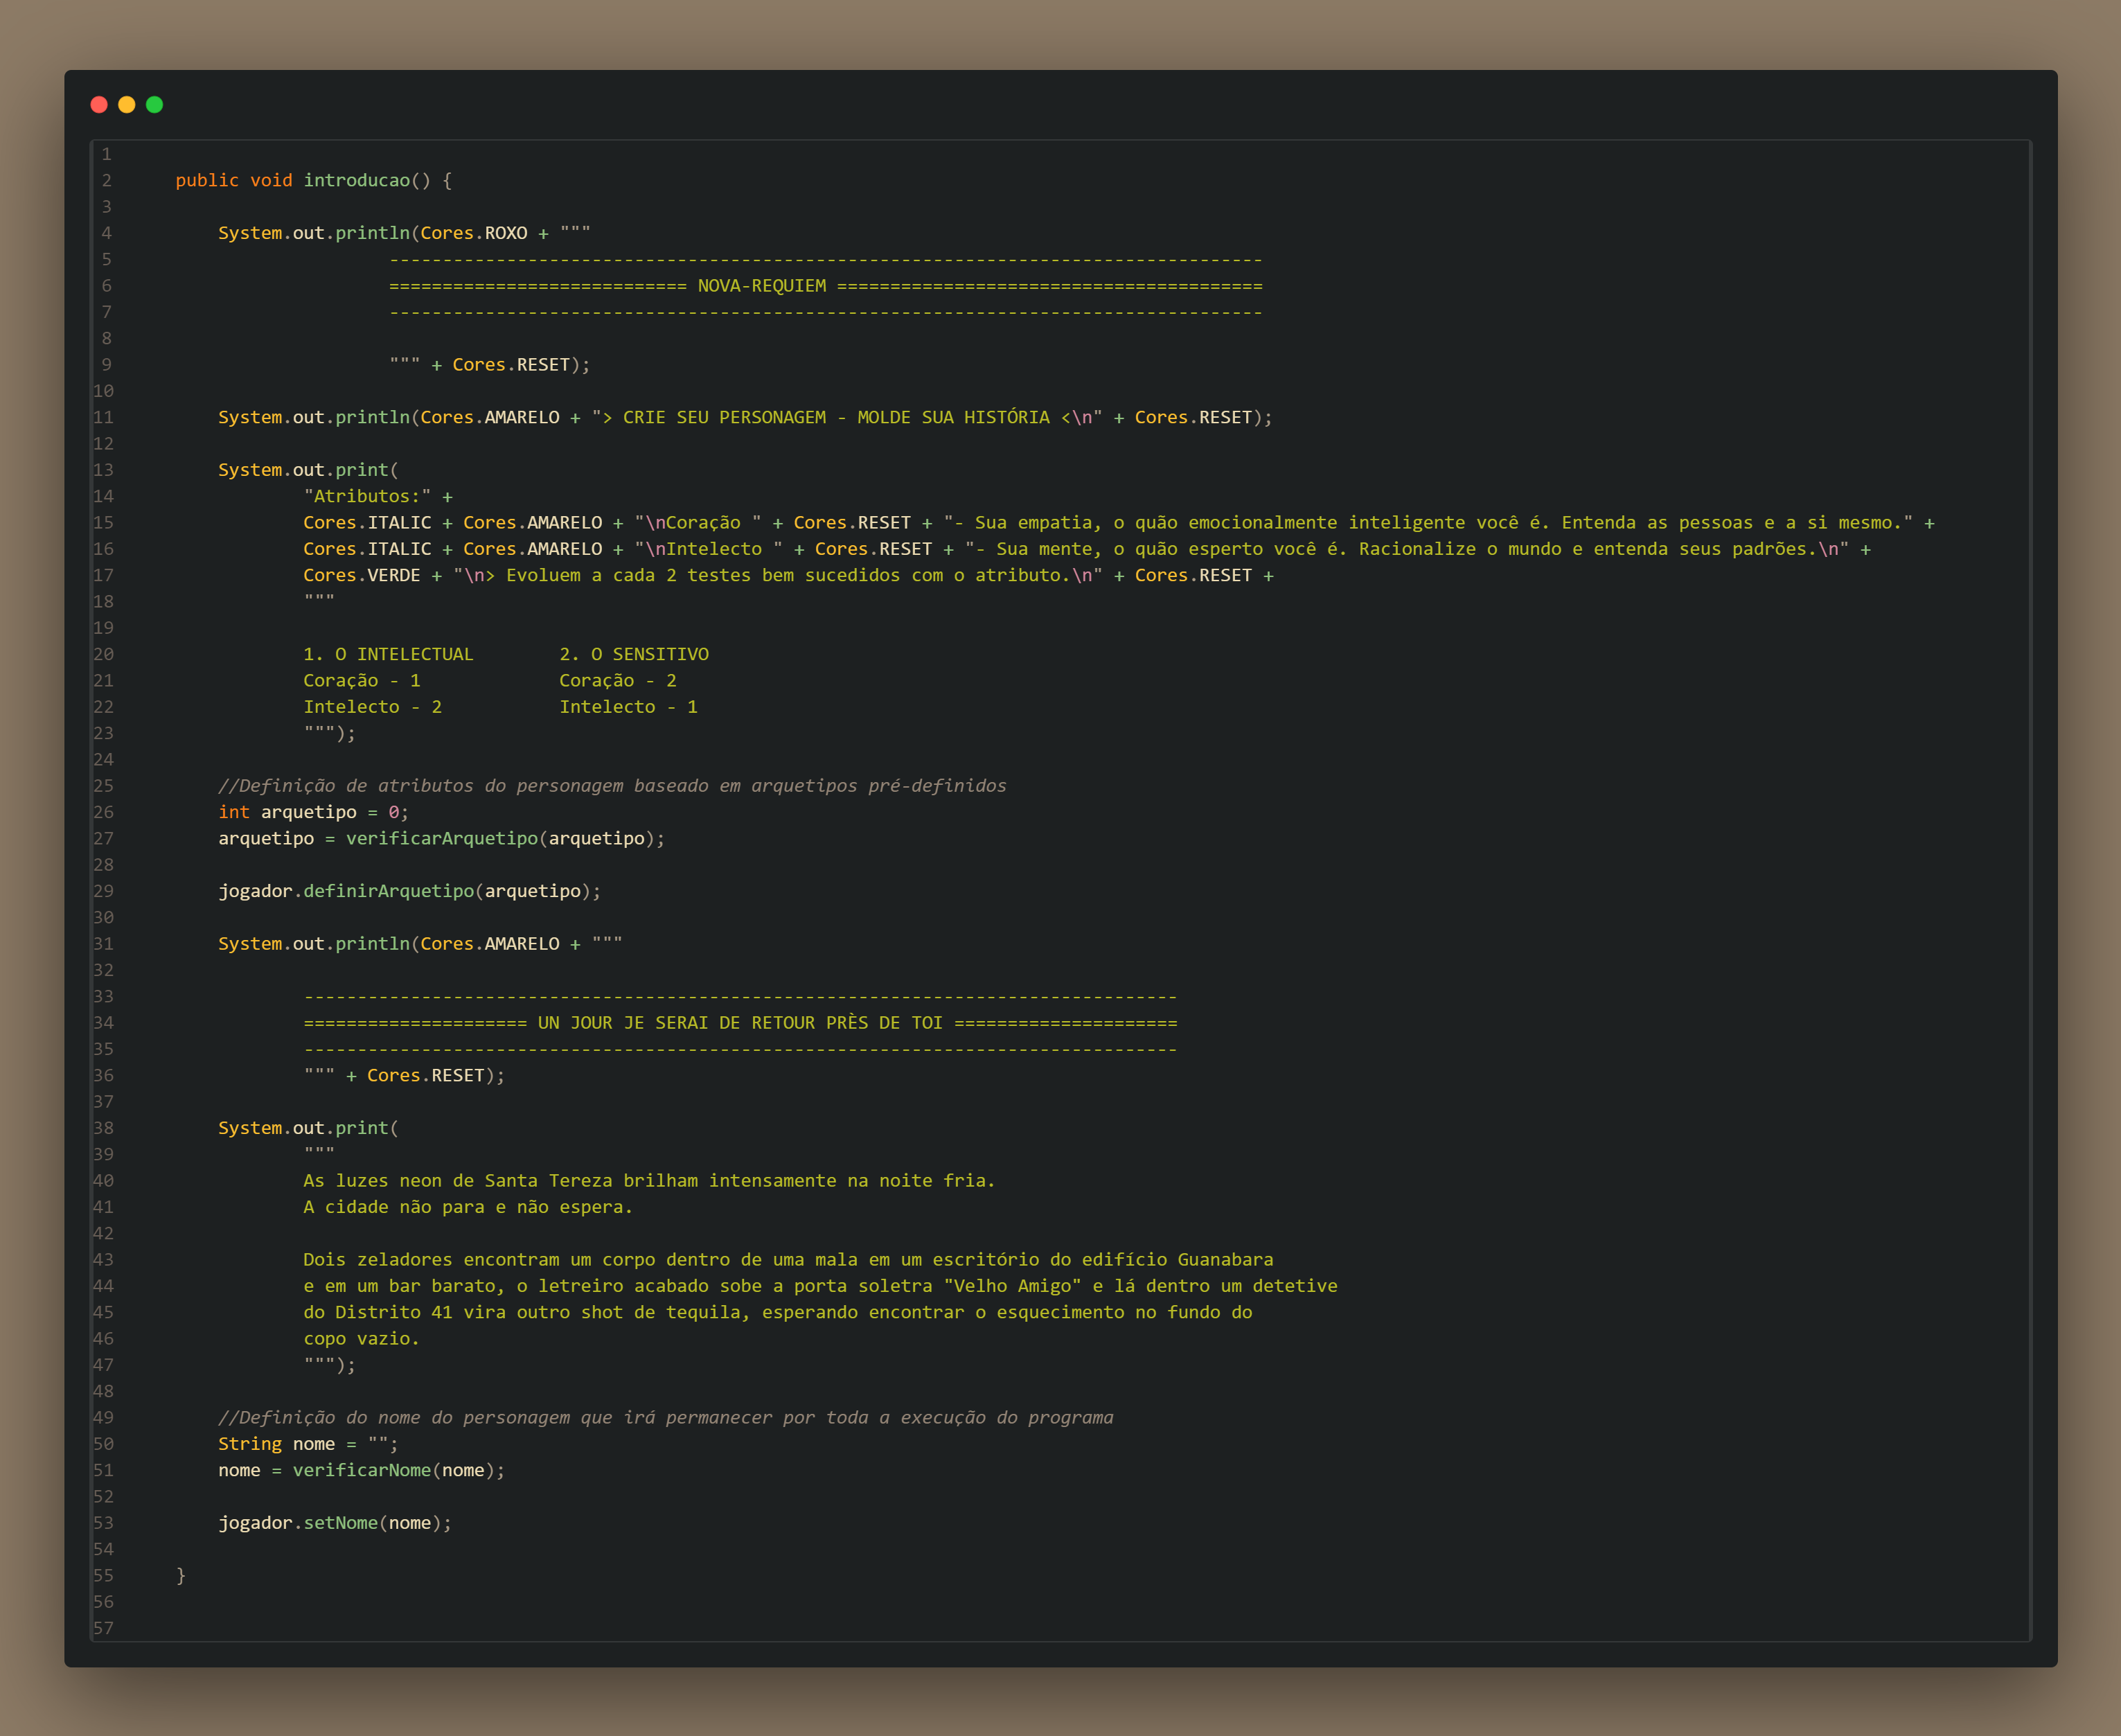 1
2 public void introducao() {
3
4 System.out.println(Cores.ROXO + """
5 ----------------------------------------------------------------------------------
6 ============================ NOVA-REQUIEM ========================================
7 ----------------------------------------------------------------------------------
8
9 """ + Cores.RESET);
10
11 System.out.println(Cores.AMARELO + "> CRIE SEU PERSONAGEM - MOLDE SUA HISTÓRIA <\n" + Cores.RESET);
12
13 System.out.print(
14 "Atributos:" +
15 Cores.ITALIC + Cores.AMARELO + "\nCoração " + Cores.RESET + "- Sua empatia, o quão emocionalmente inteligente você é. Entenda as pessoas e a si mesmo." +
16 Cores.ITALIC + Cores.AMARELO + "\nIntelecto " + Cores.RESET + "- Sua mente, o quão esperto você é. Racionalize o mundo e entenda seus padrões.\n" +
17 Cores.VERDE + "\n> Evoluem a cada 2 testes bem sucedidos com o atributo.\n" + Cores.RESET +
18 """
19
20 1. O INTELECTUAL        2. O SENSITIVO
21 Coração - 1             Coração - 2
22 Intelecto - 2           Intelecto - 1
23 """);
24
25 //Definição de atributos do personagem baseado em arquetipos pré-definidos
26 int arquetipo = 0;
27 arquetipo = verificarArquetipo(arquetipo);
28
29 jogador.definirArquetipo(arquetipo);
30
31 System.out.println(Cores.AMARELO + """
32
33 ----------------------------------------------------------------------------------
34 ===================== UN JOUR JE SERAI DE RETOUR PRÈS DE TOI =====================
35 ----------------------------------------------------------------------------------
36 """ + Cores.RESET);
37
38 System.out.print(
39 """
40 As luzes neon de Santa Tereza brilham intensamente na noite fria.
41 A cidade não para e não espera.
42
43 Dois zeladores encontram um corpo dentro de uma mala em um escritório do edifício Guanabara
44 e em um bar barato, o letreiro acabado sobe a porta soletra "Velho Amigo" e lá dentro um detetive
45 do Distrito 41 vira outro shot de tequila, esperando encontrar o esquecimento no fundo do
46 copo vazio.
47 """);
48
49 //Definição do nome do personagem que irá permanecer por toda a execução do programa
50 String nome = "";
51 nome = verificarNome(nome);
52
53 jogador.setNome(nome);
54
55 }
56
57